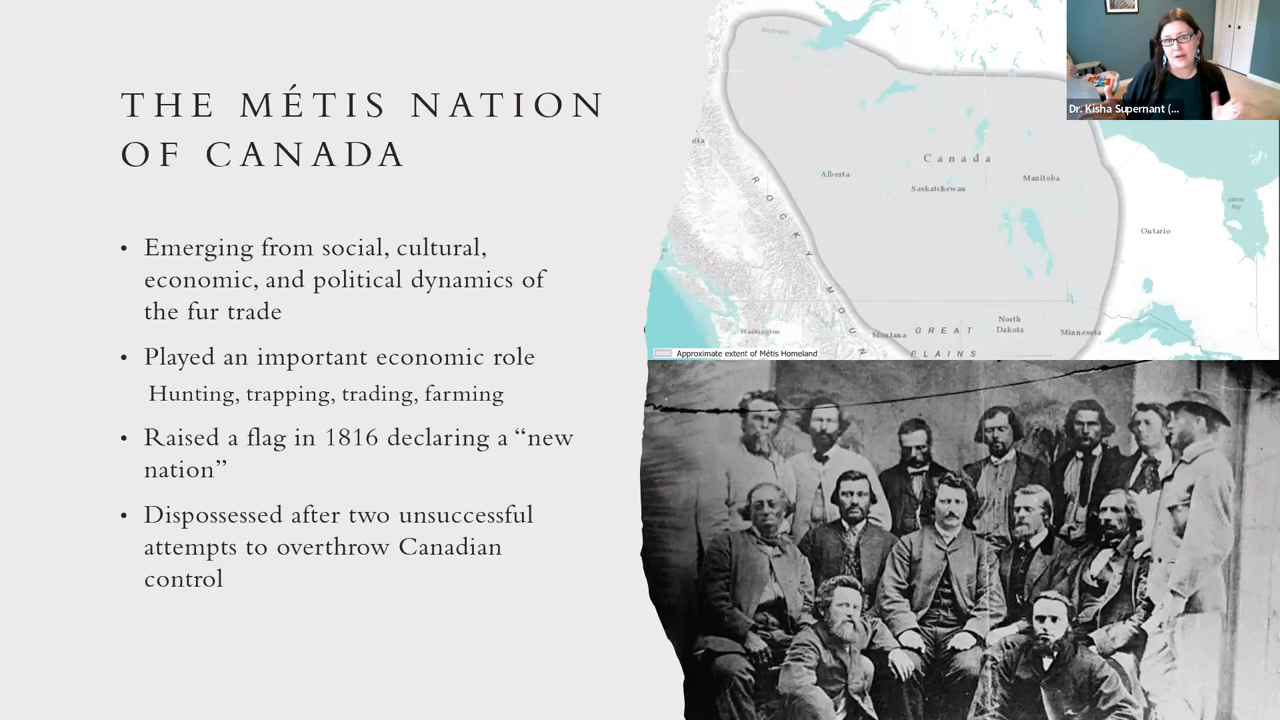 THE MÉTIS NATION
OF CANADA
• Emerging from social, cultural,
economic, and political dynamics of
the fur trade
• Played an important economic role
Hunting, trapping, trading, farming
• Raised a flag in 1816 declaring a “new
nation”
• Dispossessed after two unsuccessful
attempts to overthrow Canadian
control
Dr. Kisha Supernant (...
eia
Canada
Alberta
Saskatchewan
Manitoba
Ontario
ROCKY MOUN
Washington
Montana
North
Dakota
Minnesota
GREAT
PLAINS
Approximate extent of Métis Homeland